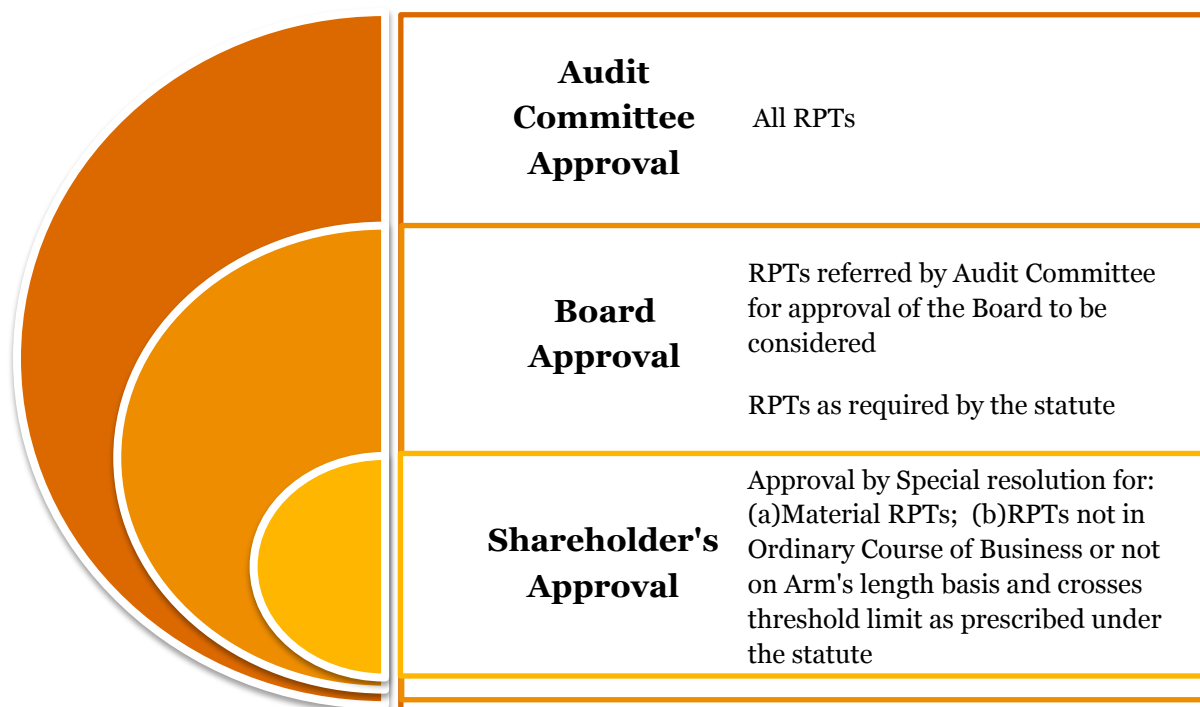 Audit
Committee
Approval
All RPTs
Board
Approval
RPTs referred by Audit Committee
for approval of the Board to be
considered
RPTs as required by the statute
Shareholder's
Approval
Approval by Special resolution for:
(a)Material RPTs;  (b)RPTs not in
Ordinary Course of Business or not
on Arm's length basis and crosses
threshold limit as prescribed under
the statute